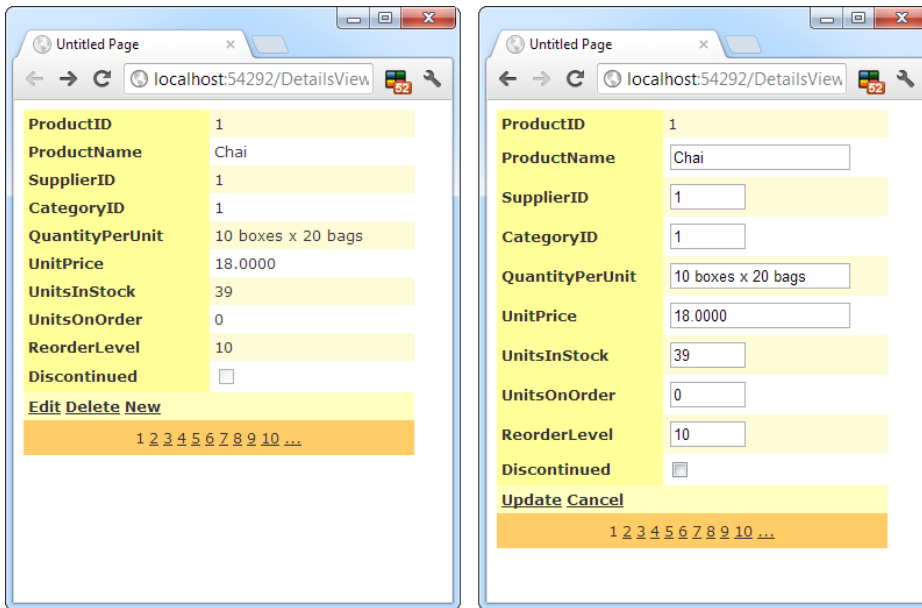 Untitled Page
localhost:54292/DetailsView
52
ProductID 1
ProductName Chai
SupplierID 1
CategoryID 1
QuantityPerUnit 10 boxes x 20 bags
UnitPrice 18.0000
UnitsInStock 39
UnitsOnOrder 0
ReorderLevel 10
Discontinued
Edit Delete New
1 2 3 4 5 6 7 8 9 10 ...
Untitled Page
localhost:54292/DetailsView
52
ProductID 1
ProductName Chai
SupplierID 1
CategoryID 1
QuantityPerUnit 10 boxes x 20 bags
UnitPrice 18.0000
UnitsInStock 39
UnitsOnOrder 0
ReorderLevel 10
Discontinued
Update Cancel
1 2 3 4 5 6 7 8 9 10 ...